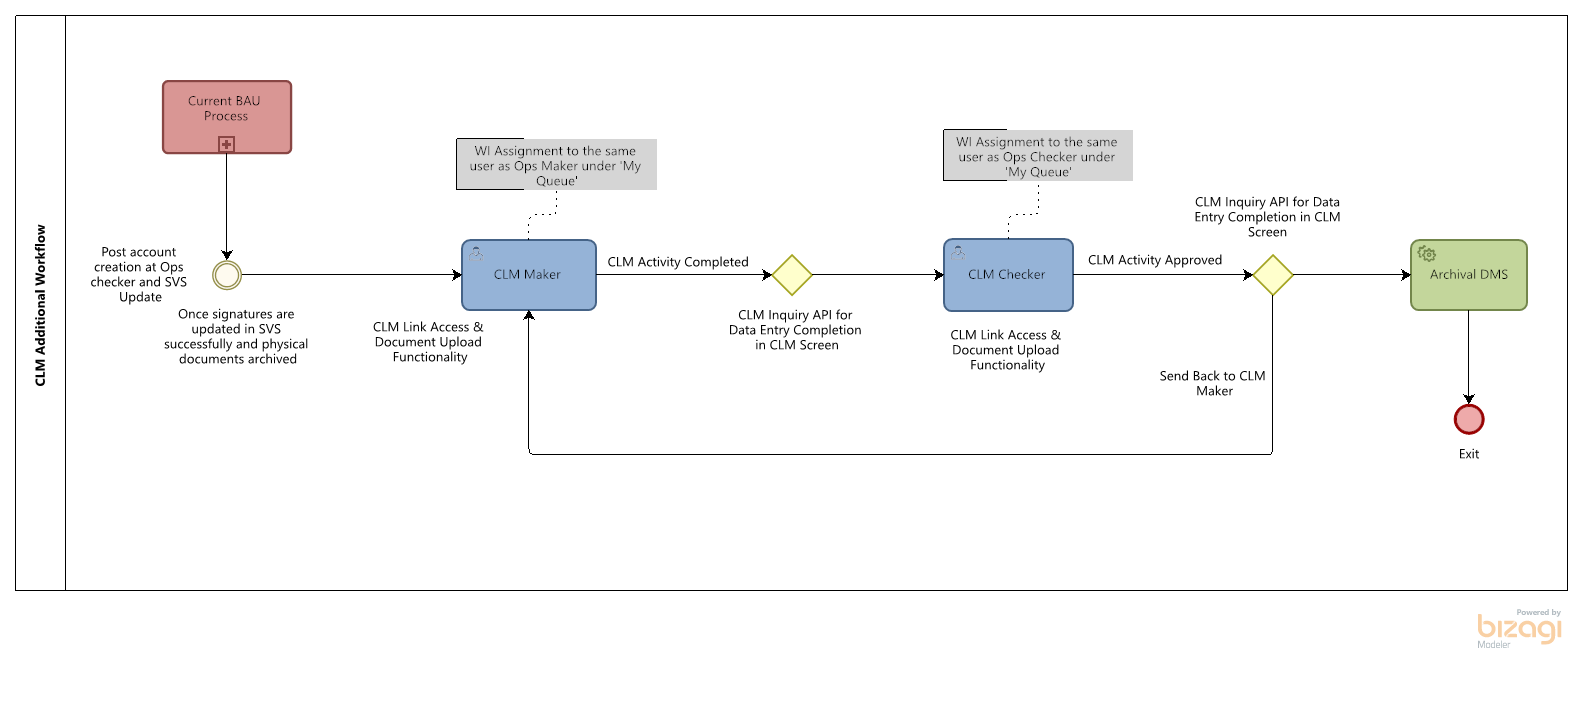 CLM Additional Workflow
Current BAU
Process
Post account
creation at Ops
checker and SVS
Update
Once signatures are
updated in SVS
successfully and physical
documents archived
WI Assignment to the same
user as Ops Maker under 'My
Queue'
CLM Maker
CLM Link Access &
Document Upload
Functionality
CLM Activity Completed
CLM Inquiry API for
Data Entry Completion
in CLM Screen
WI Assignment to the same
user as Ops Checker under
'My Queue'
CLM Checker
CLM Link Access &
Document Upload
Functionality
CLM Activity Approved
CLM Inquiry API for Data
Entry Completion in CLM
Screen
Send Back to CLM
Maker
Archival DMS
Exit
Powered by
bizagi
Modeler